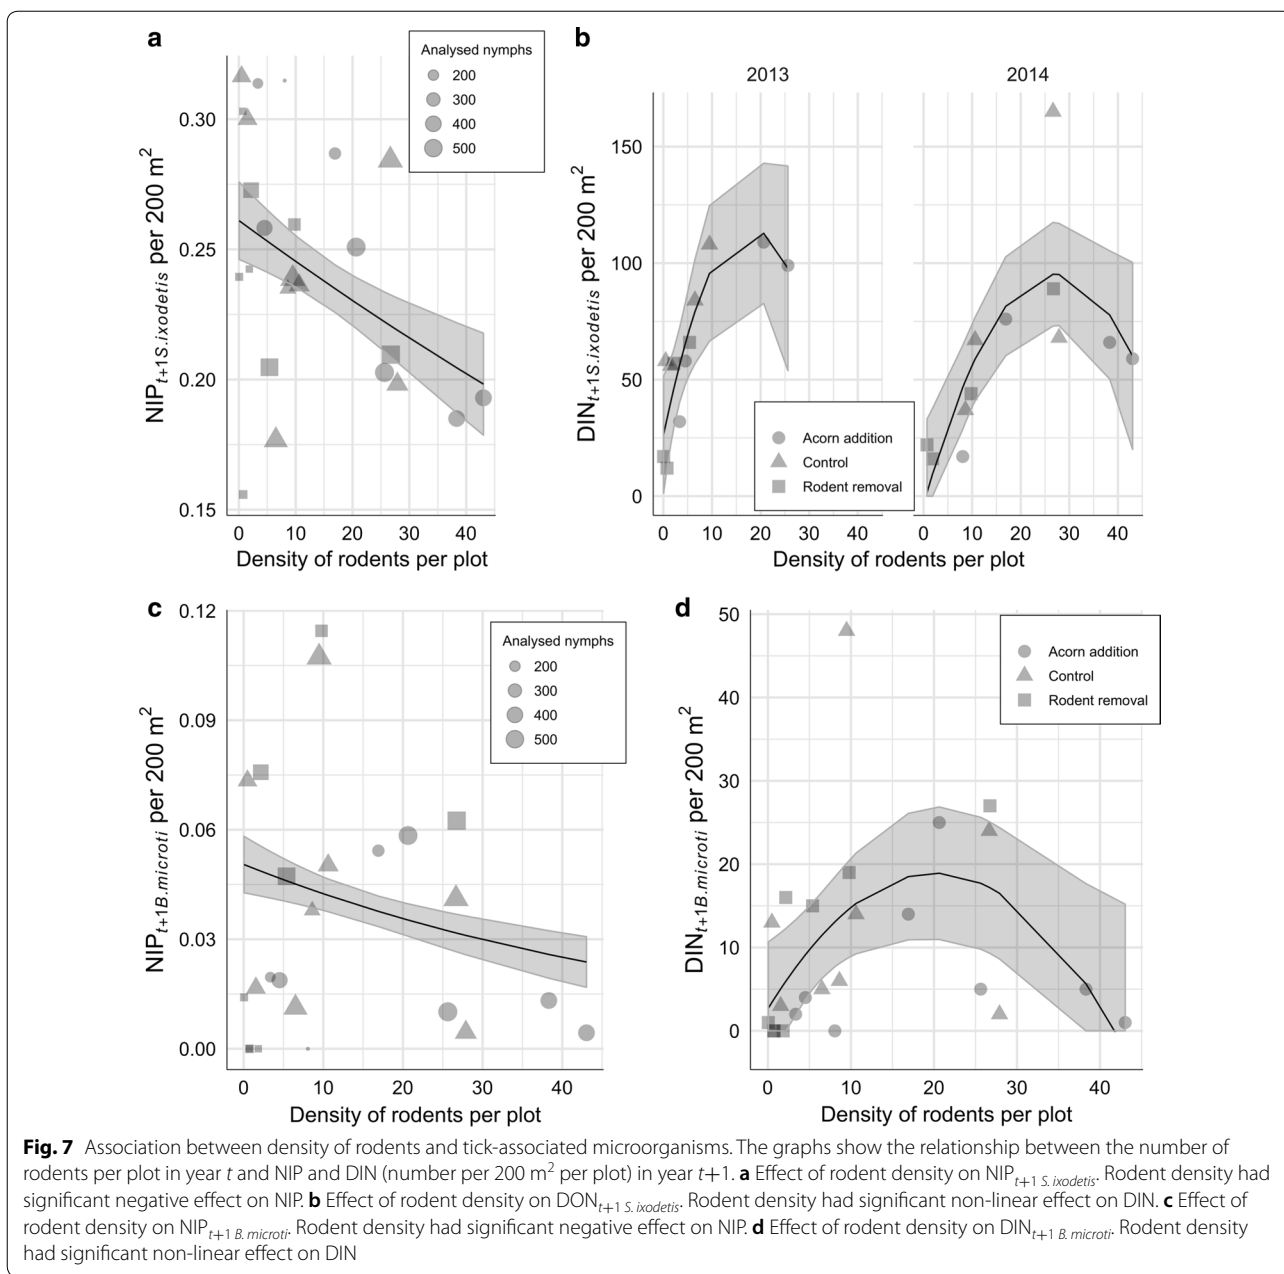 a
Analysed nymphs
200
300
400
500
0.30
0.25
0.20
0.15
NIPt+1S.ixodetis per 200 m2
0 10 20 30 40
Density of rodents per plot
b
2013 2014
150
100
50
0
DINt+1S.ixodetis per 200 m2
Acorn addition
Control
Rodent removal
0 10 20 30 40 0 10 20 30 40
Density of rodents per plot
c
0.12
0.09
0.06
0.03
0.00
NIPt+1B.microti per 200 m2
Analysed nymphs
200
300
400
500
0 10 20 30 40
Density of rodents per plot
d
50
40
30
20
10
0
DINt+1B.microti per 200 m2
Acorn addition
Control
Rodent removal
0 10 20 30 40
Density of rodents per plot
Fig. 7 Association between density of rodents and tick-associated microorganisms. The graphs show the relationship between the number of
rodents per plot in year t and NIP and DIN (number per 200 m2 per plot) in year t+1. a Effect of rodent density on NIPt+1 S. ixodetis. Rodent density had
significant negative effect on NIP. b Effect of rodent density on DONt+1 S. ixodetis. Rodent density had significant non-linear effect on DIN. c Effect of
rodent density on NIPt+1 B. microti. Rodent density had significant negative effect on NIP. d Effect of rodent density on DINt+1 B. microti. Rodent density
had significant non-linear effect on DIN